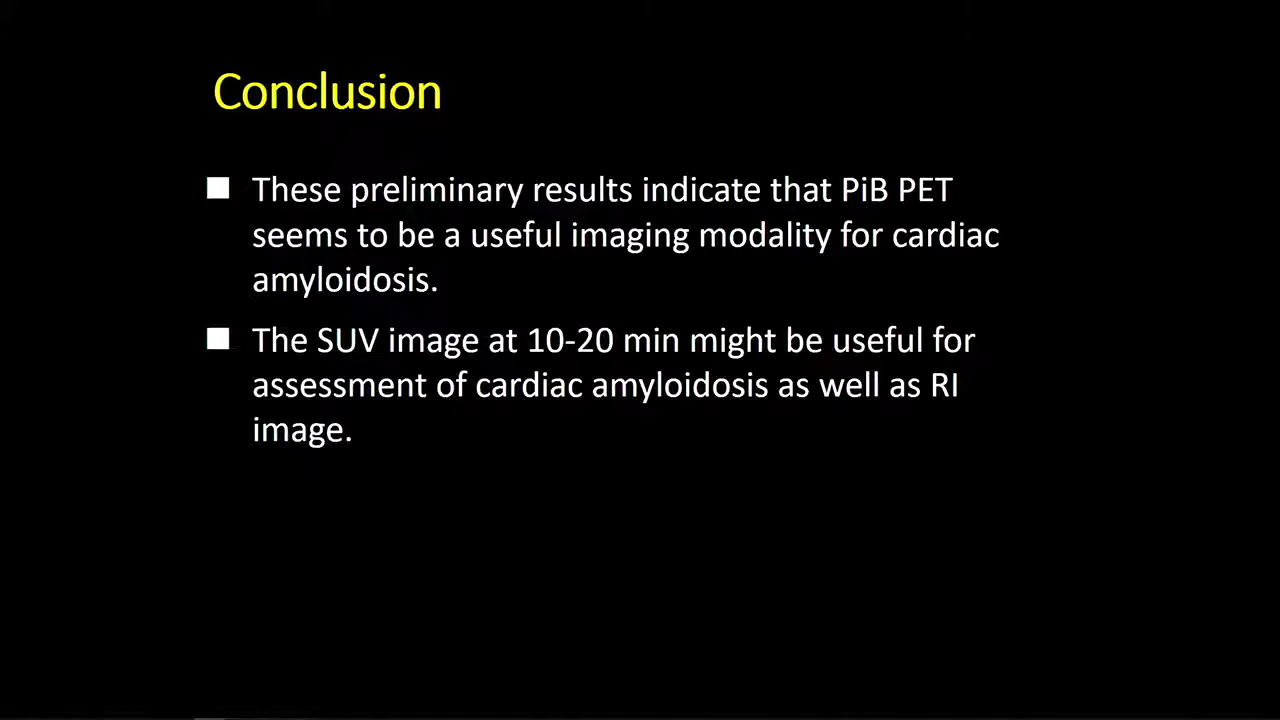 Conclusion
These preliminary results indicate that PiB PET
seems to be a useful imaging modality for cardiac
amyloidosis.
The SUV image at 10-20 min might be useful for
assessment of cardiac amyloidosis as well as RI
image.